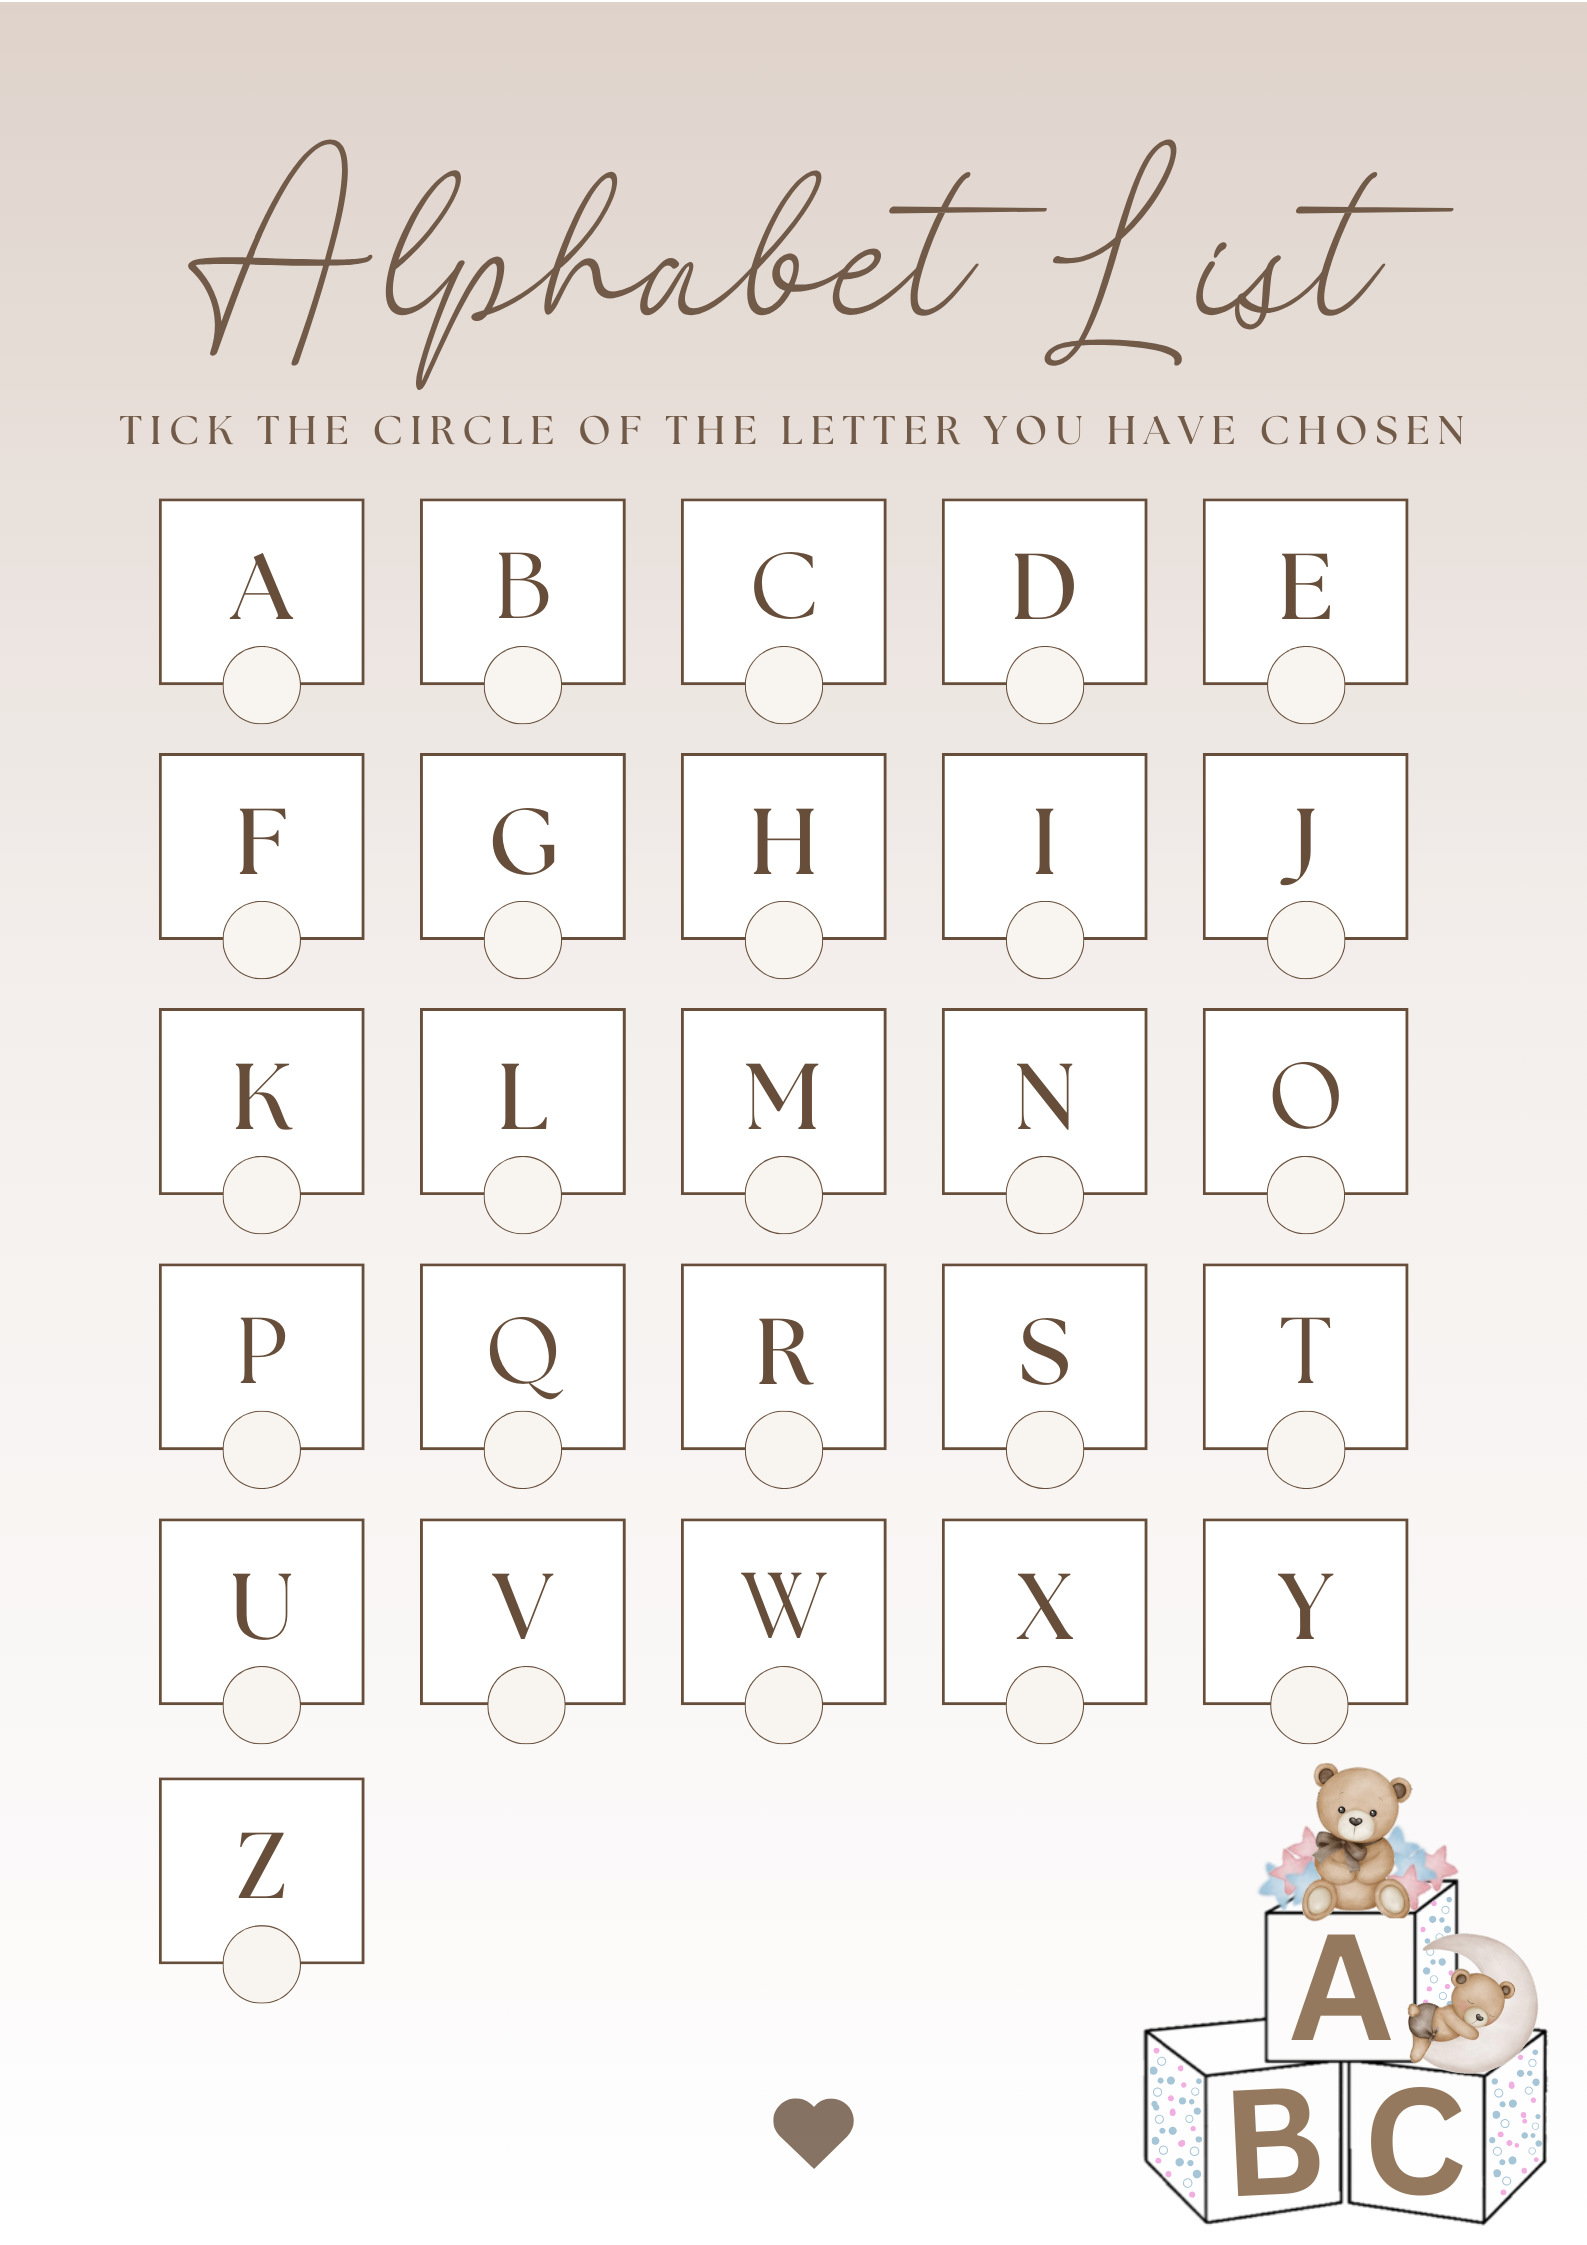 Alphabet List
TICK THE CIRCLE OF THE LETTER YOU HAVE CHOSEN
A B C D E
F G H I J
K L M N O
P Q R S T
U V W X Y
Z
A
B C